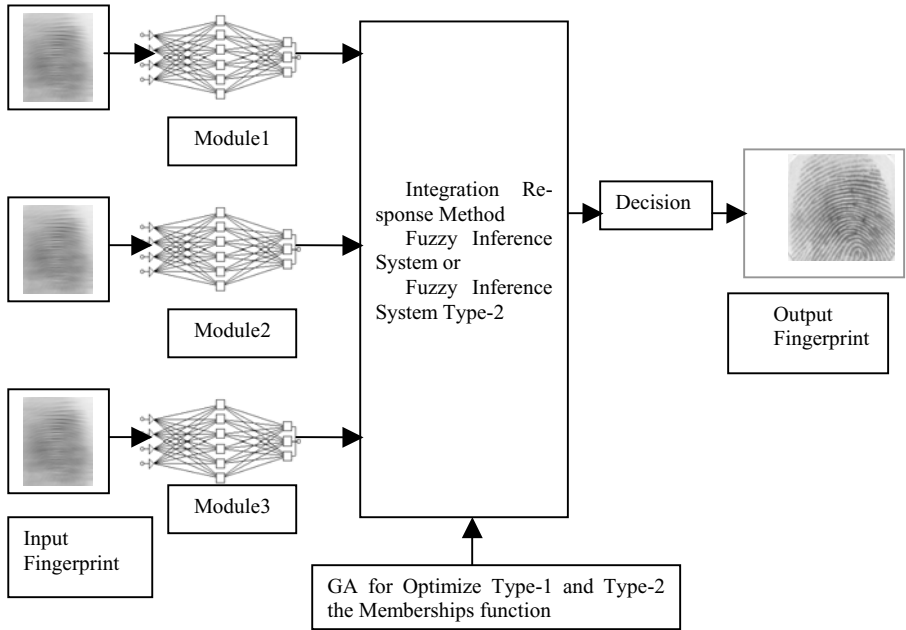 Module1
Integration Re-
sponse Method
Fuzzy Inference
System or
Fuzzy Inference
System Type-2
Decision
Module2
Output
Fingerprint
Module3
Input
Fingerprint
GA for Optimize Type-1 and Type-2
the Memberships function